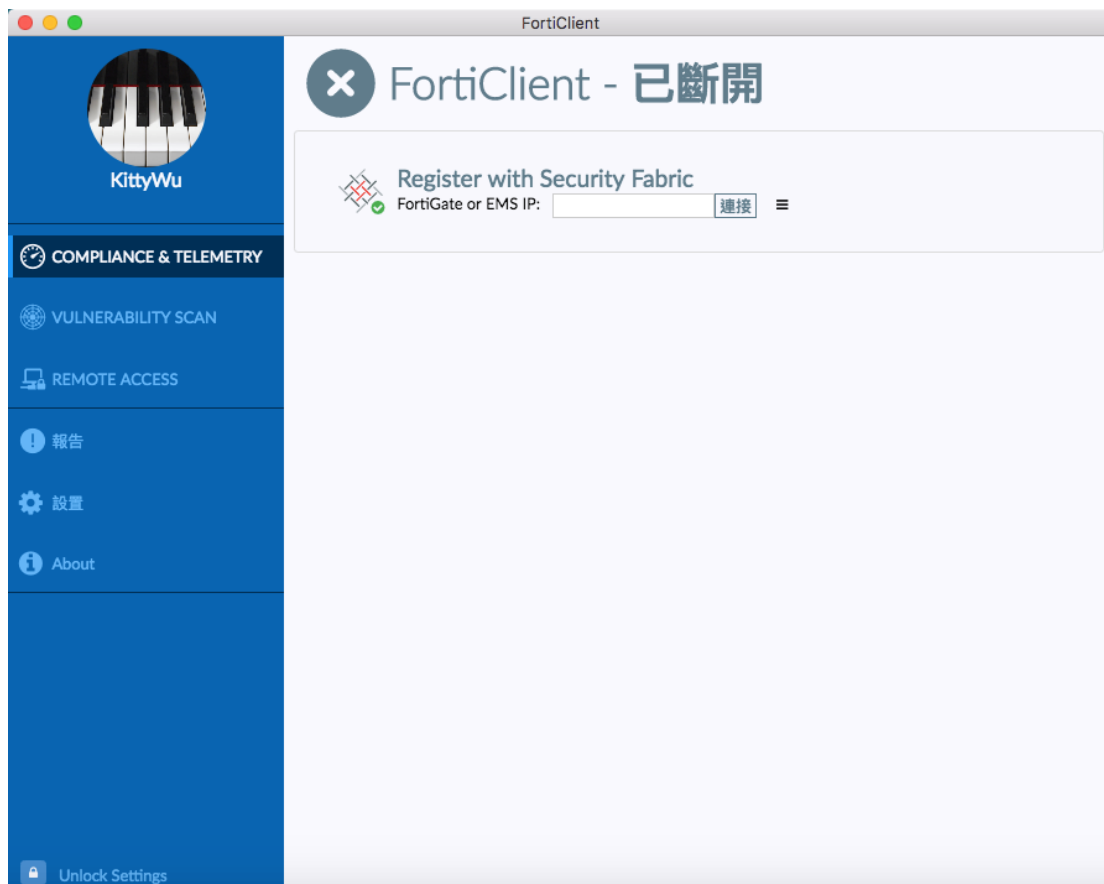 FortiClient
KittyWu
COMPLIANCE & TELEMETRY
VULNERABILITY SCAN
REMOTE ACCESS
報告
設置
About
Unlock Settings
FortiClient - 已斷開
Register with Security Fabric
FortiGate or EMS IP: 連接